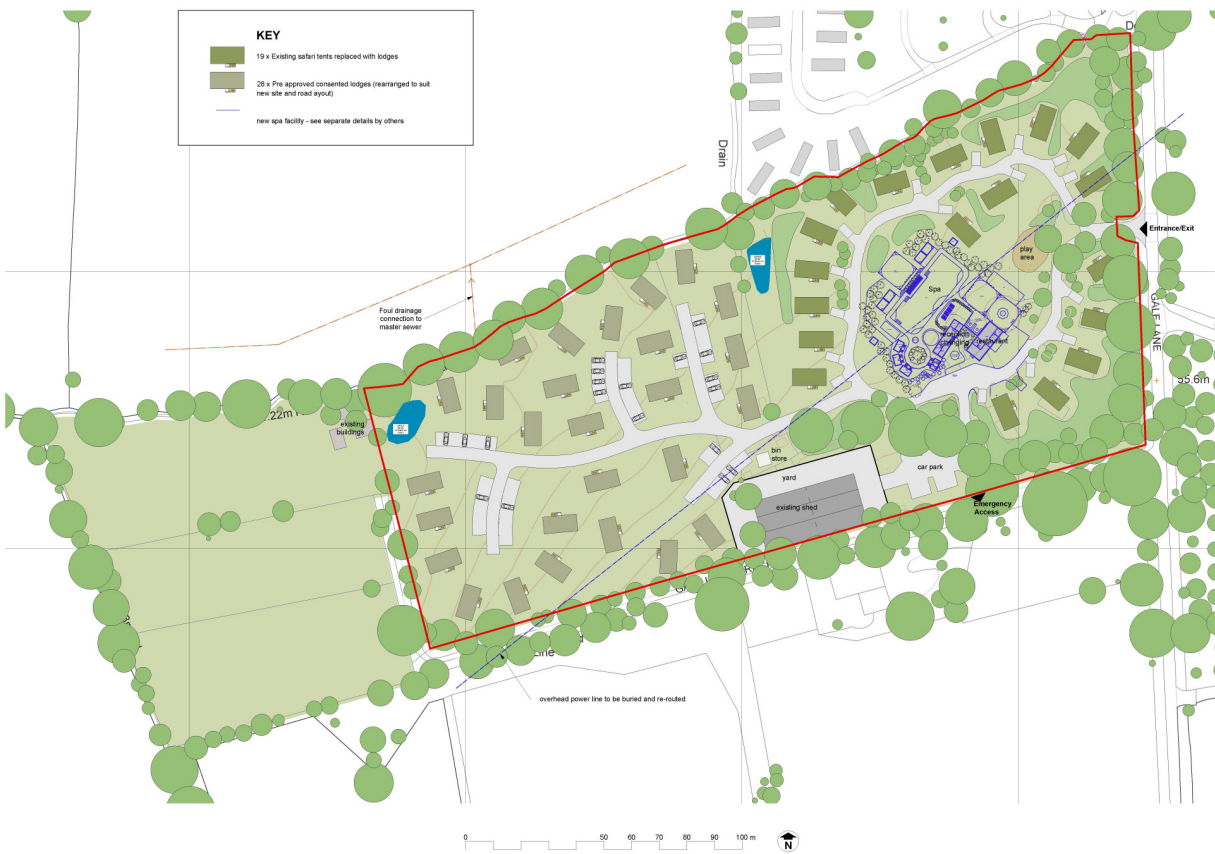 KEY
19 x Existing safari tents replaced with lodges
28 x Pre approved consented lodges (rearranged to suit
new site and road ayout)
new spa facility - see separate details by others
Drain
Entrance/Exit
play
area
Spa
GALE LANE
Foul drainage
connection to
master sewer
reception
changing
restaurant
55.6m
existing
buildings
bin
store
yard
car park
existing shed
Emergency
Access
overhead power line to be buried and re-routed
0
50
60
70
80
90
100 m
N